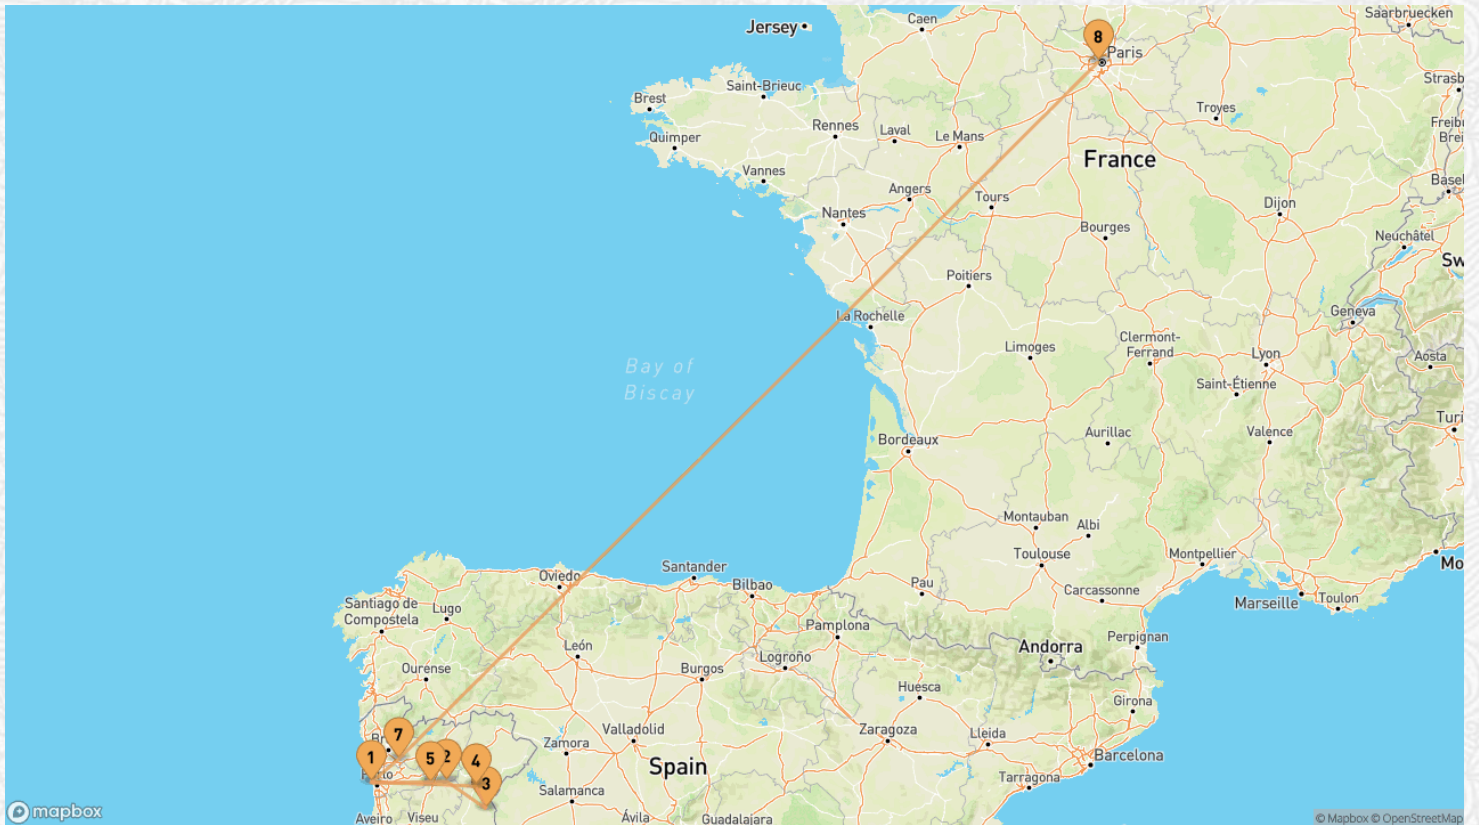 Jersey
Caen
8
Paris
Saarbruecken
Brest
Saint-Brieuc
Strasb
Troyes
Quimper
Rennes
Laval
Le Mans
Freibu
Brei
France
Vannes
Angers
Tours
Basel
Nantes
Dijon
Bourges
Neuchâtel
Poitiers
Sw
La Rochelle
Geneva
Bay of
Biscay
Limoges
Clermont-
Ferrand
Lyon
Aosta
Saint-Étienne
Turi
Bordeaux
Aurillac
Valence
Montauban
Albi
Toulouse
Montpellier
Mo
Oviedo
Santander
Bilbao
Pau
Carcassonne
Marseille
Toulon
Santiago de
Compostela
Lugo
Pamplona
Andorra
Perpignan
León
Logroño
Ourense
Burgos
Huesca
Girona
7
Br
Valladolid
Zaragoza
Lleida
Zamora
1
5
2
4
3
Porto
Spain
Barcelona
Tarragona
Salamanca
Aveiro
Viseu
Ávila
Guadalajara
mapbox
© Mapbox © OpenStreetMap